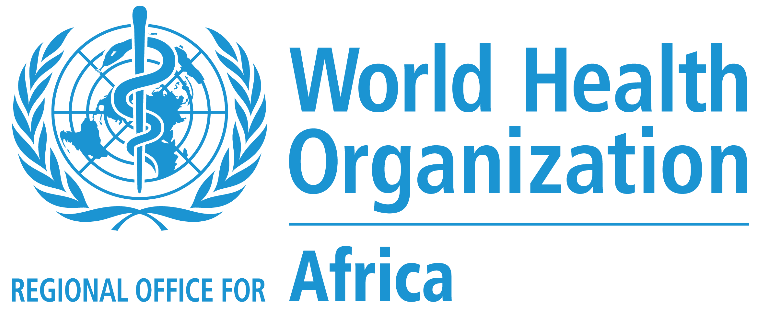 World Health
Organization
REGIONAL OFFICE FOR Africa